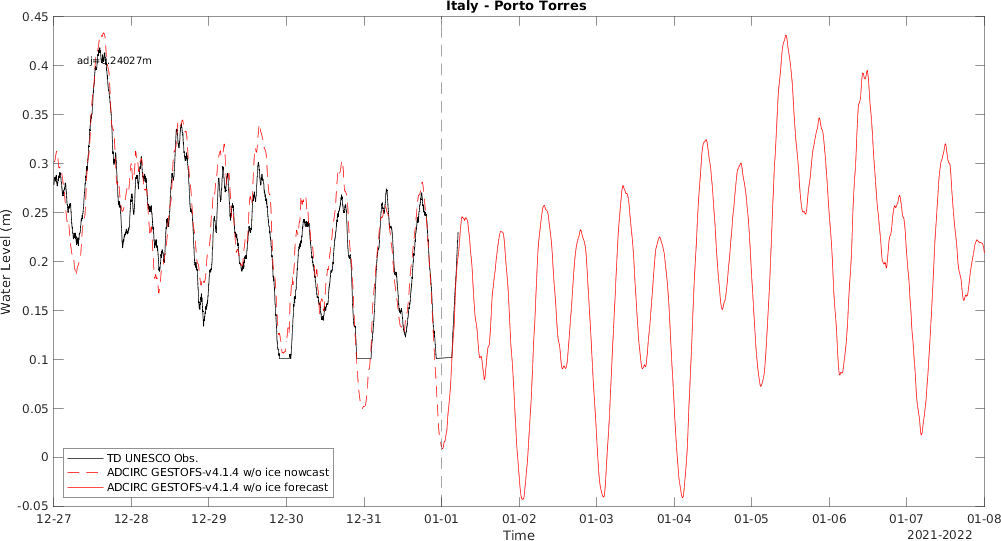 Italy - Porto Torres
0.45
0.4
0.35
0.3
0.25
0.2
0.15
0.1
0.05
0
-0.05
Water Level (m)
24027m
TD UNESCO Obs.
ADCIRC GESTOFS-v4.1.4 w/o ice nowcast
ADCIRC GESTOFS-v4.1.4 w/o ice forecast
12-27 12-28 12-29 12-30 12-31 01-01 01-02 01-03 01-04 01-05 01-06 01-07 01-08
Time
2021-2022